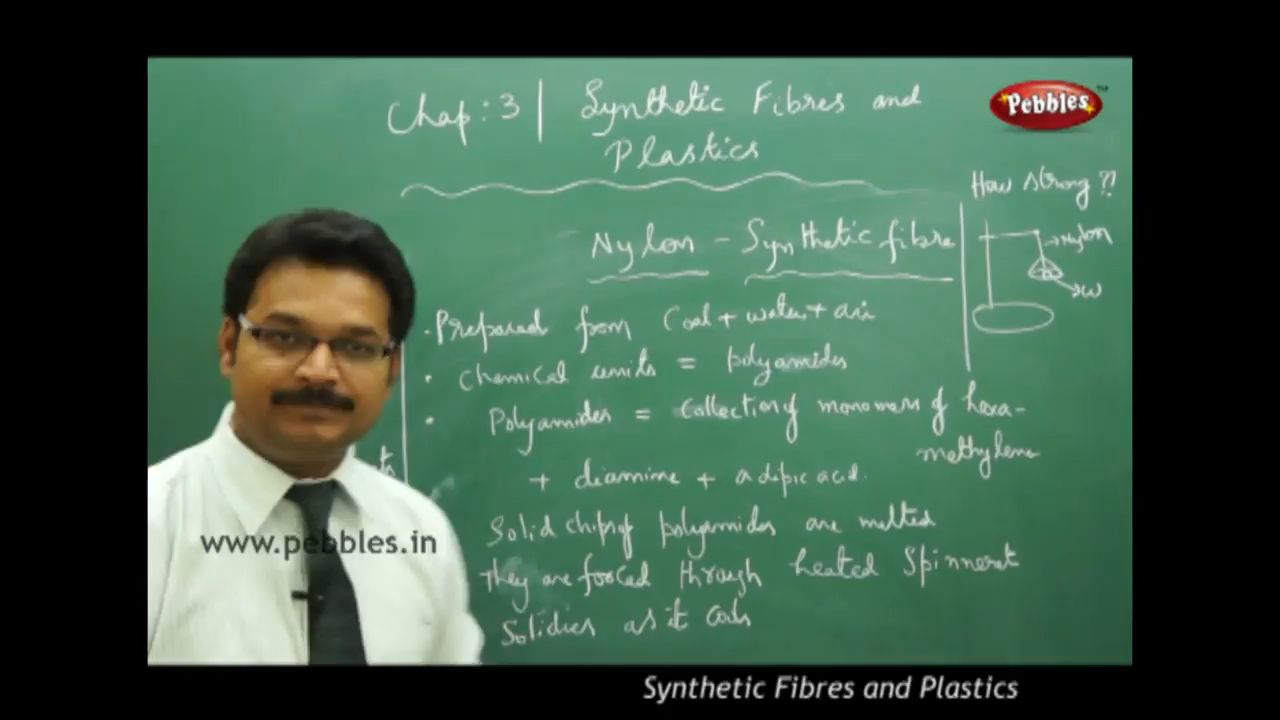 Chap: 3 | Synthetic Fibres and
Plastics
Pebbles™
How strong ??
Nylon - Synthetic fibre
→Nylon
→W
• Prepared from Coal + water + air
• Chemical units = polyamides
• Polyamides = Collection of monomers of hexa-
methylene
+ diamine + adipic acid.
Solid chips of polyamides are melted
They are forced through heated Spinneret
Solidies as it cools
www.pebbles.in
Synthetic Fibres and Plastics